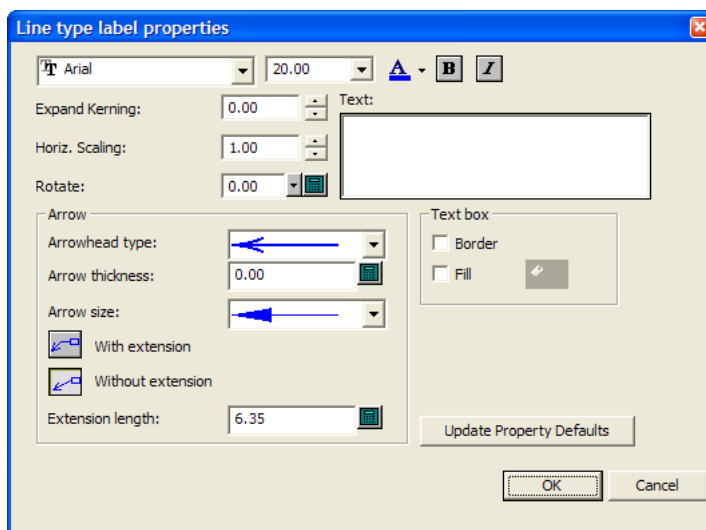 Line type label properties
Arial 20.00 A B I
Expand Kerning: 0.00 Text:
Horiz. Scaling: 1.00
Rotate: 0.00
Arrow Text box
Arrowhead type: Border
Arrow thickness: 0.00 Fill
Arrow size:
With extension
Without extension
Extension length: 6.35
Update Property Defaults
OK Cancel